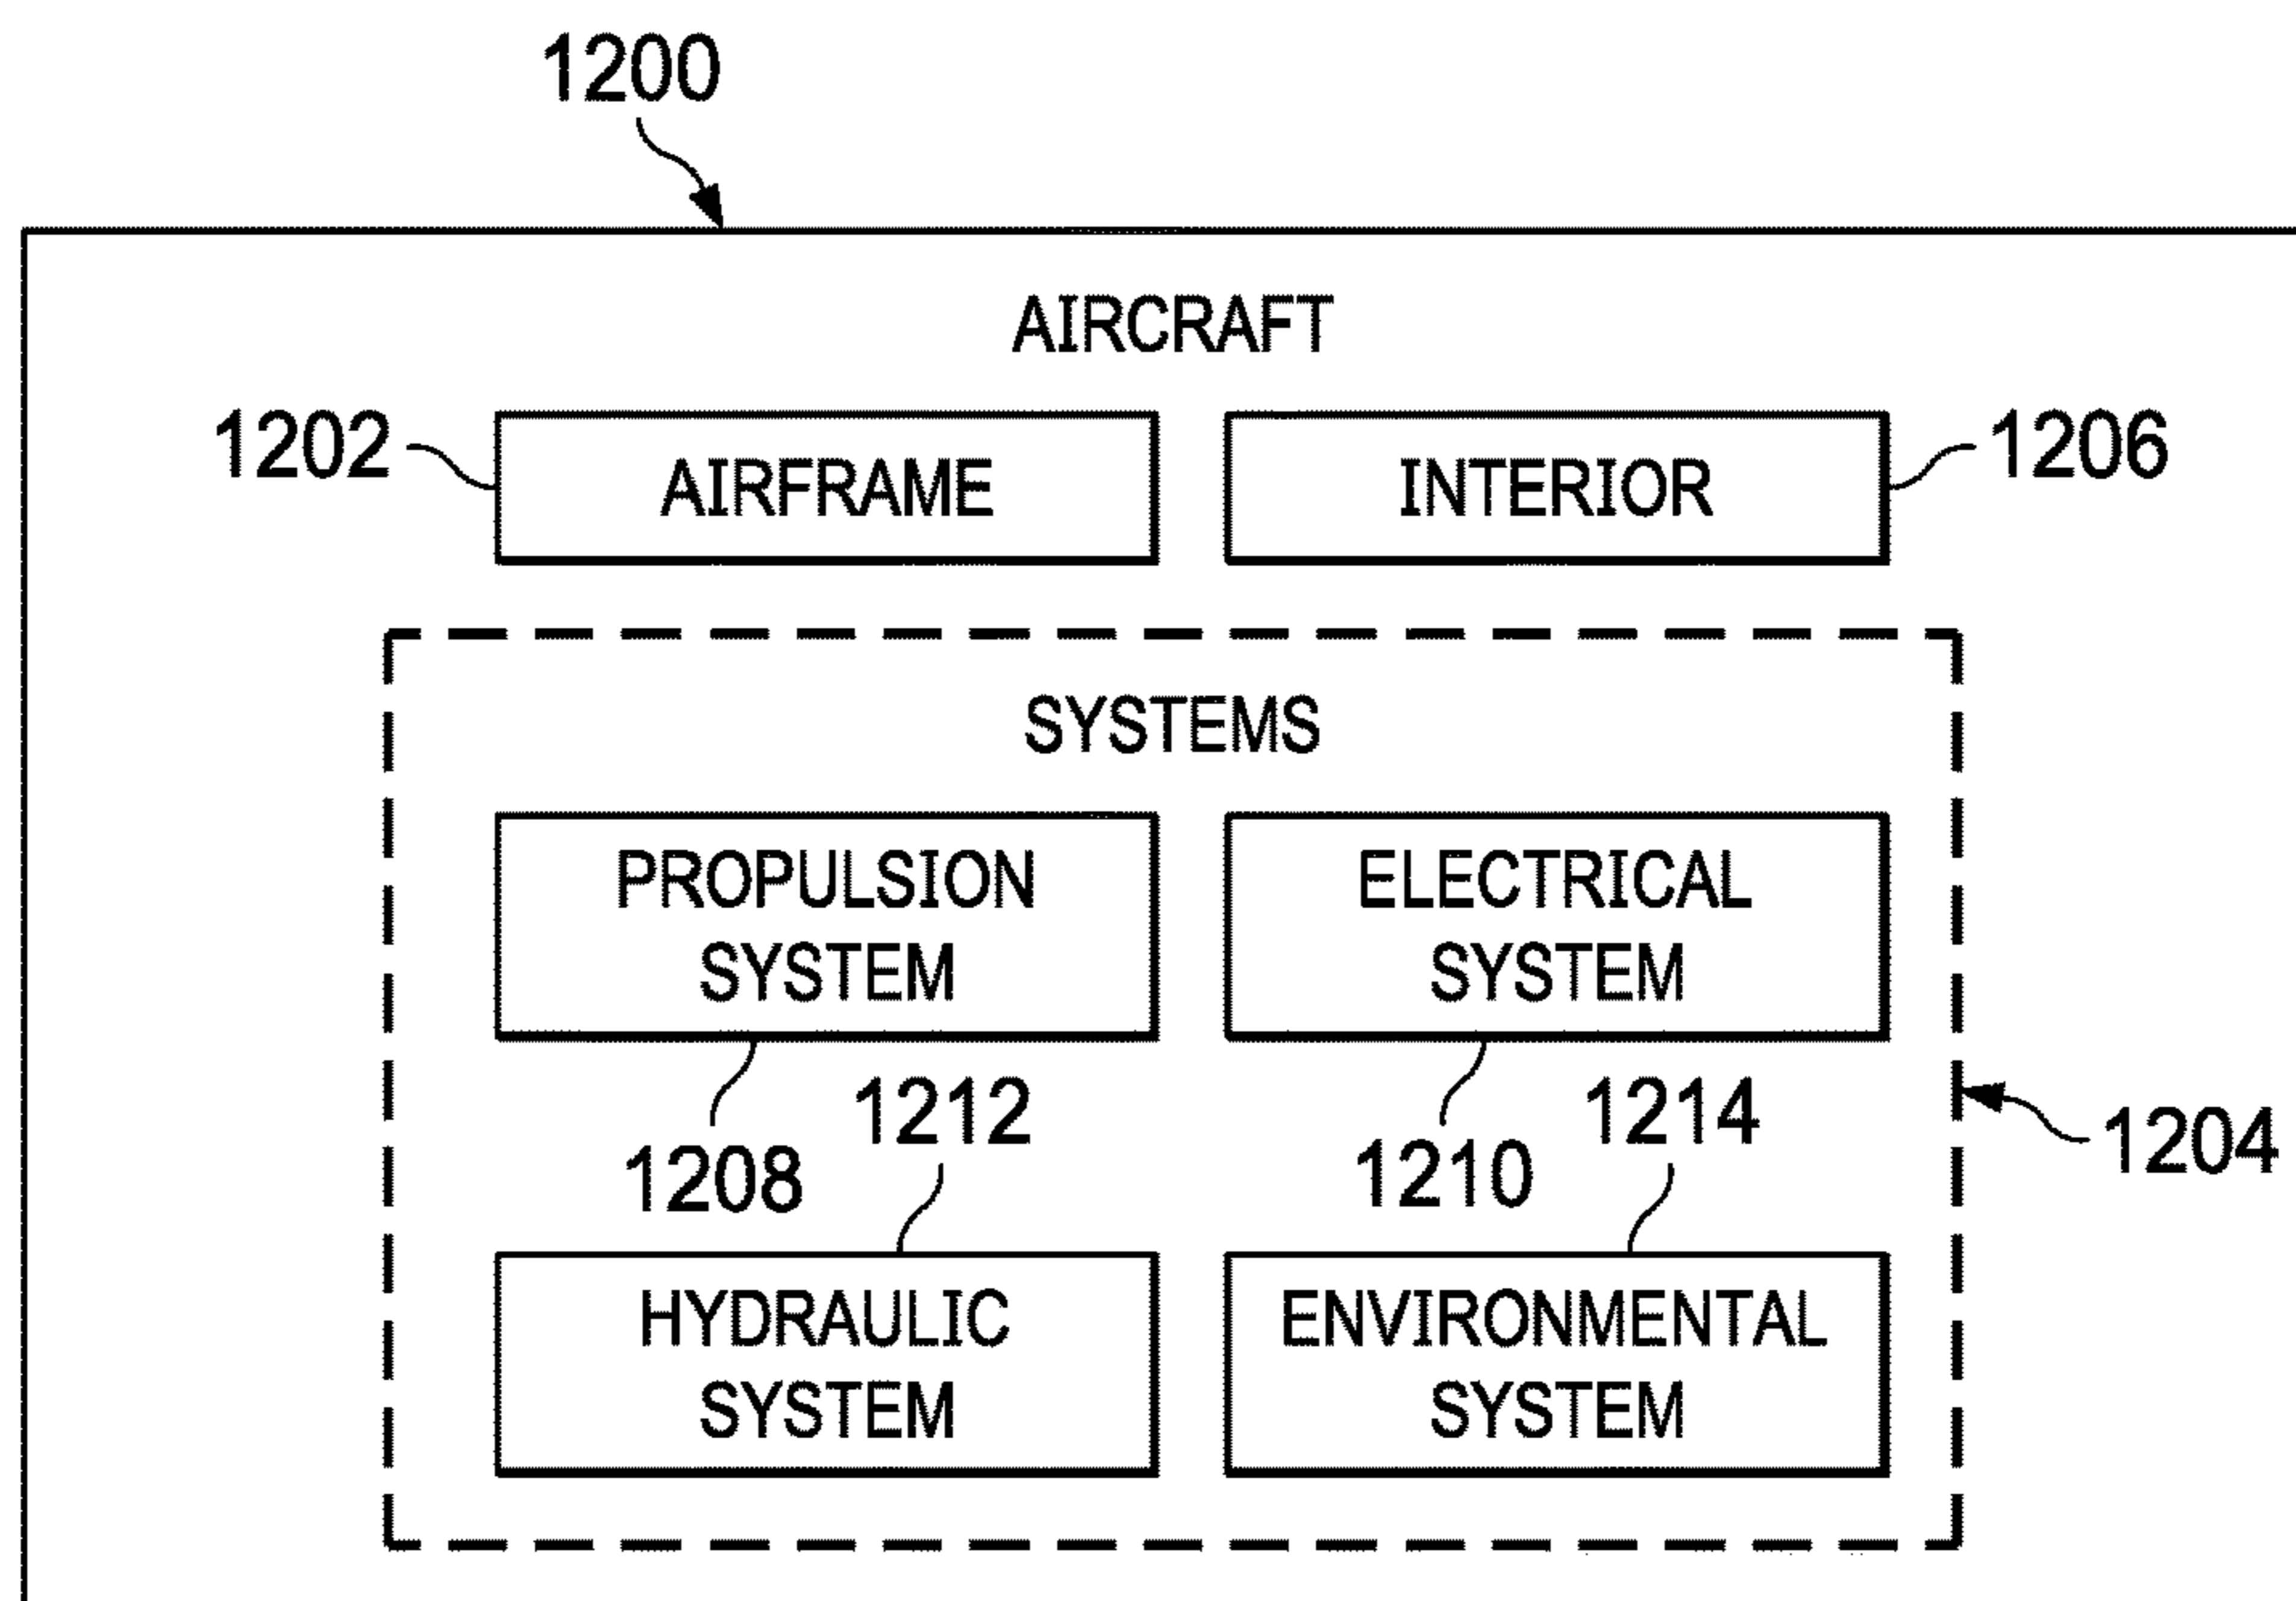 1200
AIRCRAFT
1202
AIRFRAME
INTERIOR
1206
SYSTEMS
PROPULSION
SYSTEM
ELECTRICAL
SYSTEM
1208
1212
1210
1214
1204
HYDRAULIC
SYSTEM
ENVIRONMENTAL
SYSTEM